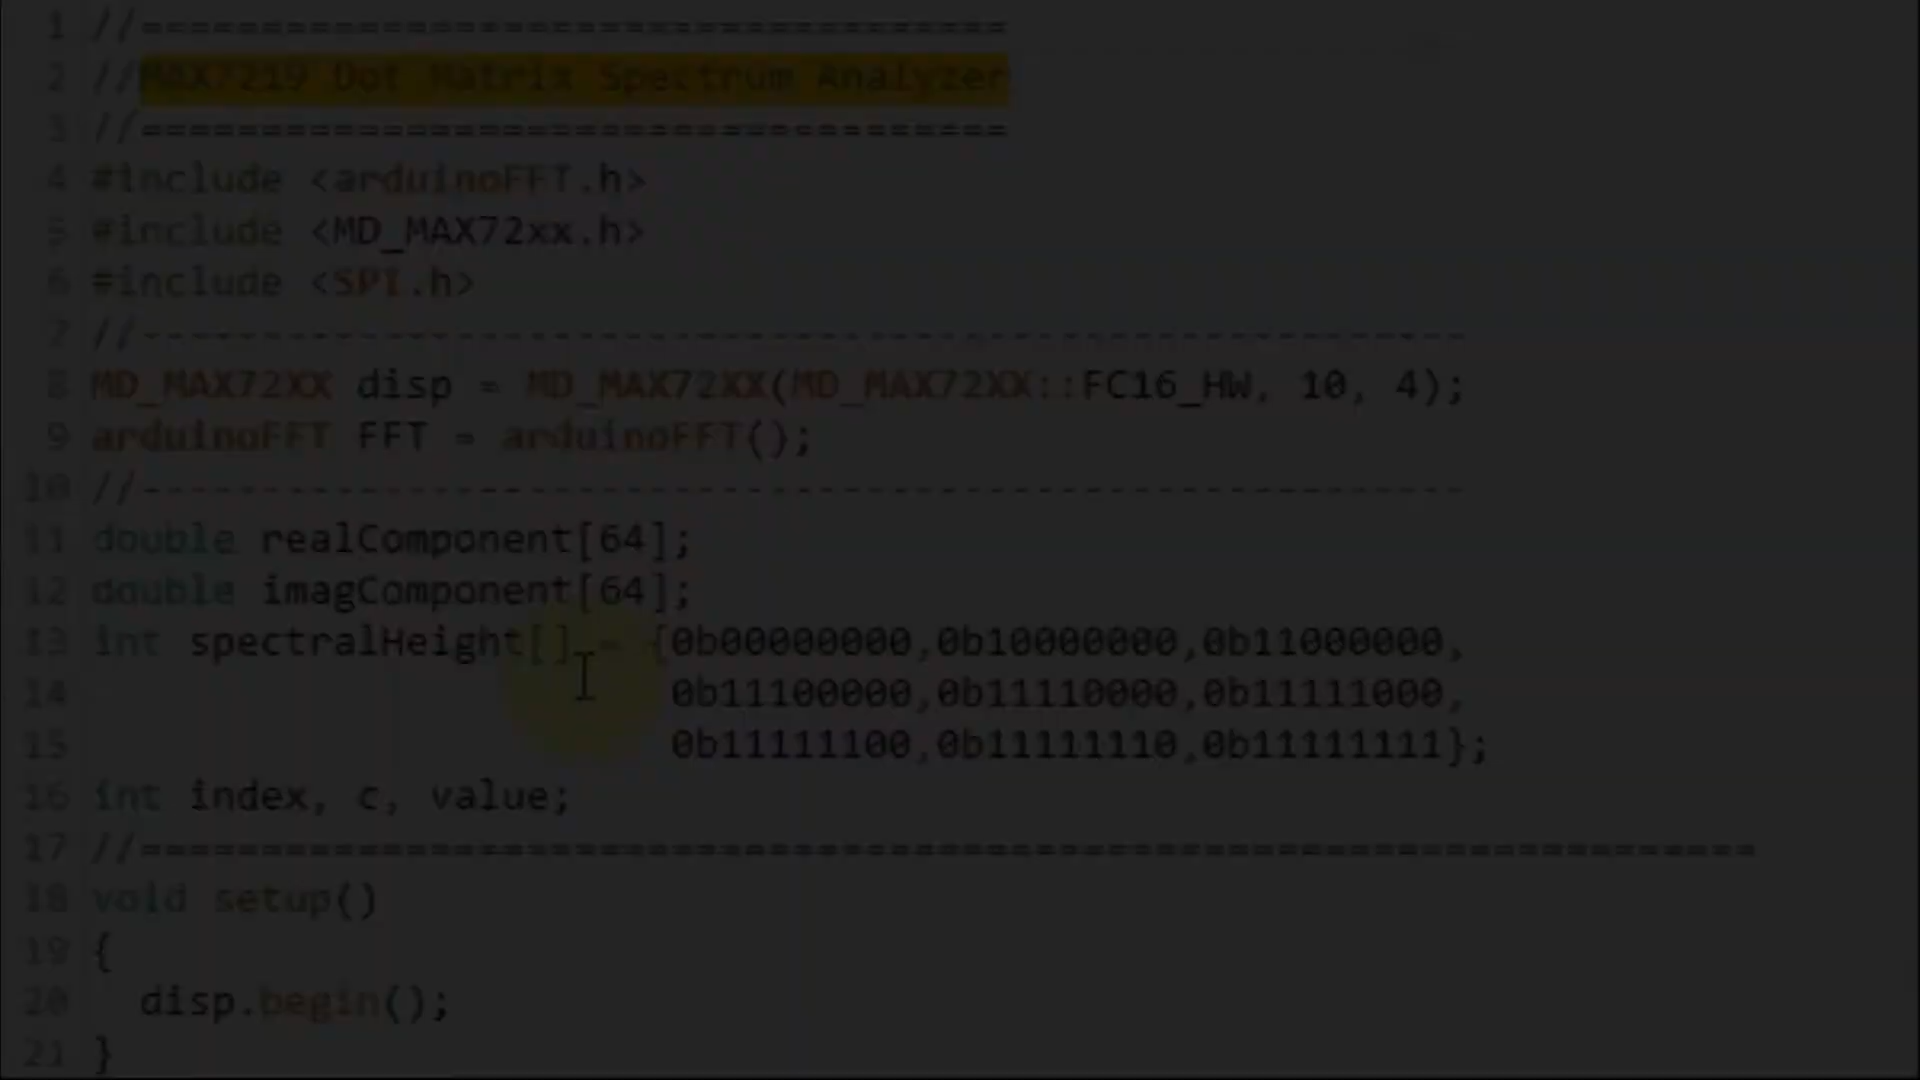 1 //====================================
2 //MAX7219 Dot Matrix Spectrum Analyzer
3 //====================================
4 #include <arduinoFFT.h>
5 #include <MD_MAX72xx.h>
6 #include <SPI.h>
7 //-------------------------------------------------------
8 MD_MAX72XX disp = MD_MAX72XX(MD_MAX72XX::FC16_HW, 10, 4);
9 arduinoFFT FFT = arduinoFFT();
10 //-------------------------------------------------------
11 double realComponent[64];
12 double imagComponent[64];
13 int spectralHeight[] = {0b00000000,0b10000000,0b11000000,
14 0b11100000,0b11110000,0b11111000,
15 0b11111100,0b11111110,0b11111111};
16 int index, c, value;
17 //===================================================================
18 void setup()
19 {
20 disp.begin();
21 }